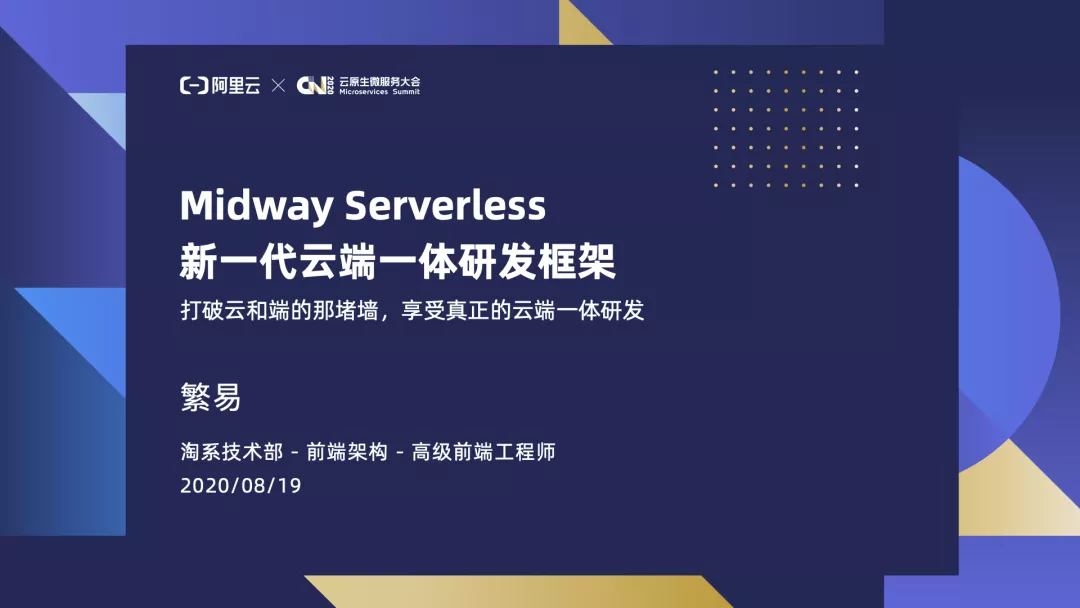 阿里云 × CN 2020 云原生微服务大会
Microservices Summit
Midway Serverless
新一代云端一体研发框架
打破云和端的那堵墙，享受真正的云端一体研发
繁易
淘系技术部 - 前端架构 - 高级前端工程师
2020/08/19